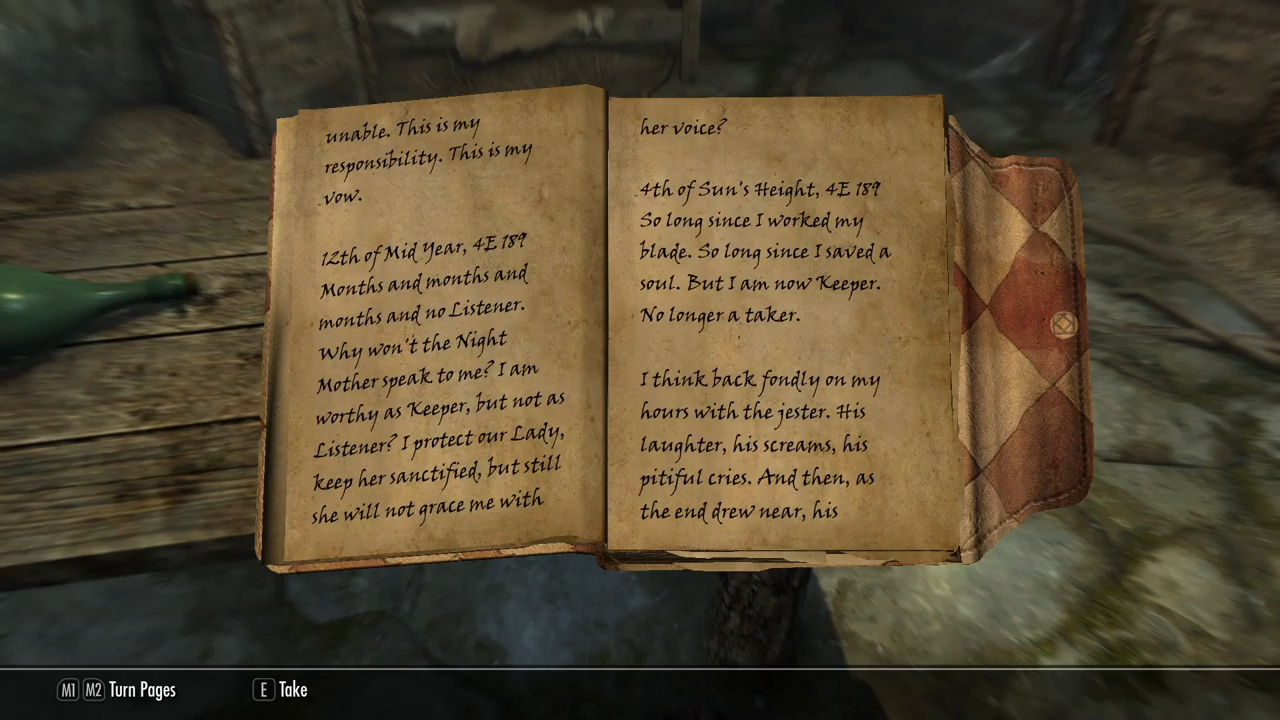 unable. This is my
responsibility. This is my
vow.
12th of Mid Year, 4E 189
Months and months and
months and no Listener.
Why won't the Night
Mother speak to me? I am
worthy as Keeper, but not as
Listener? I protect our Lady,
keep her sanctified, but still
she will not grace me with
her voice?
4th of Sun's Height, 4E 189
So long since I worked my
blade. So long since I saved a
soul. But I am now Keeper.
No longer a taker.
I think back fondly on my
hours with the jester. His
laughter, his screams, his
pitiful cries. And then, as
the end drew near, his
M1 M2 Turn Pages
E Take